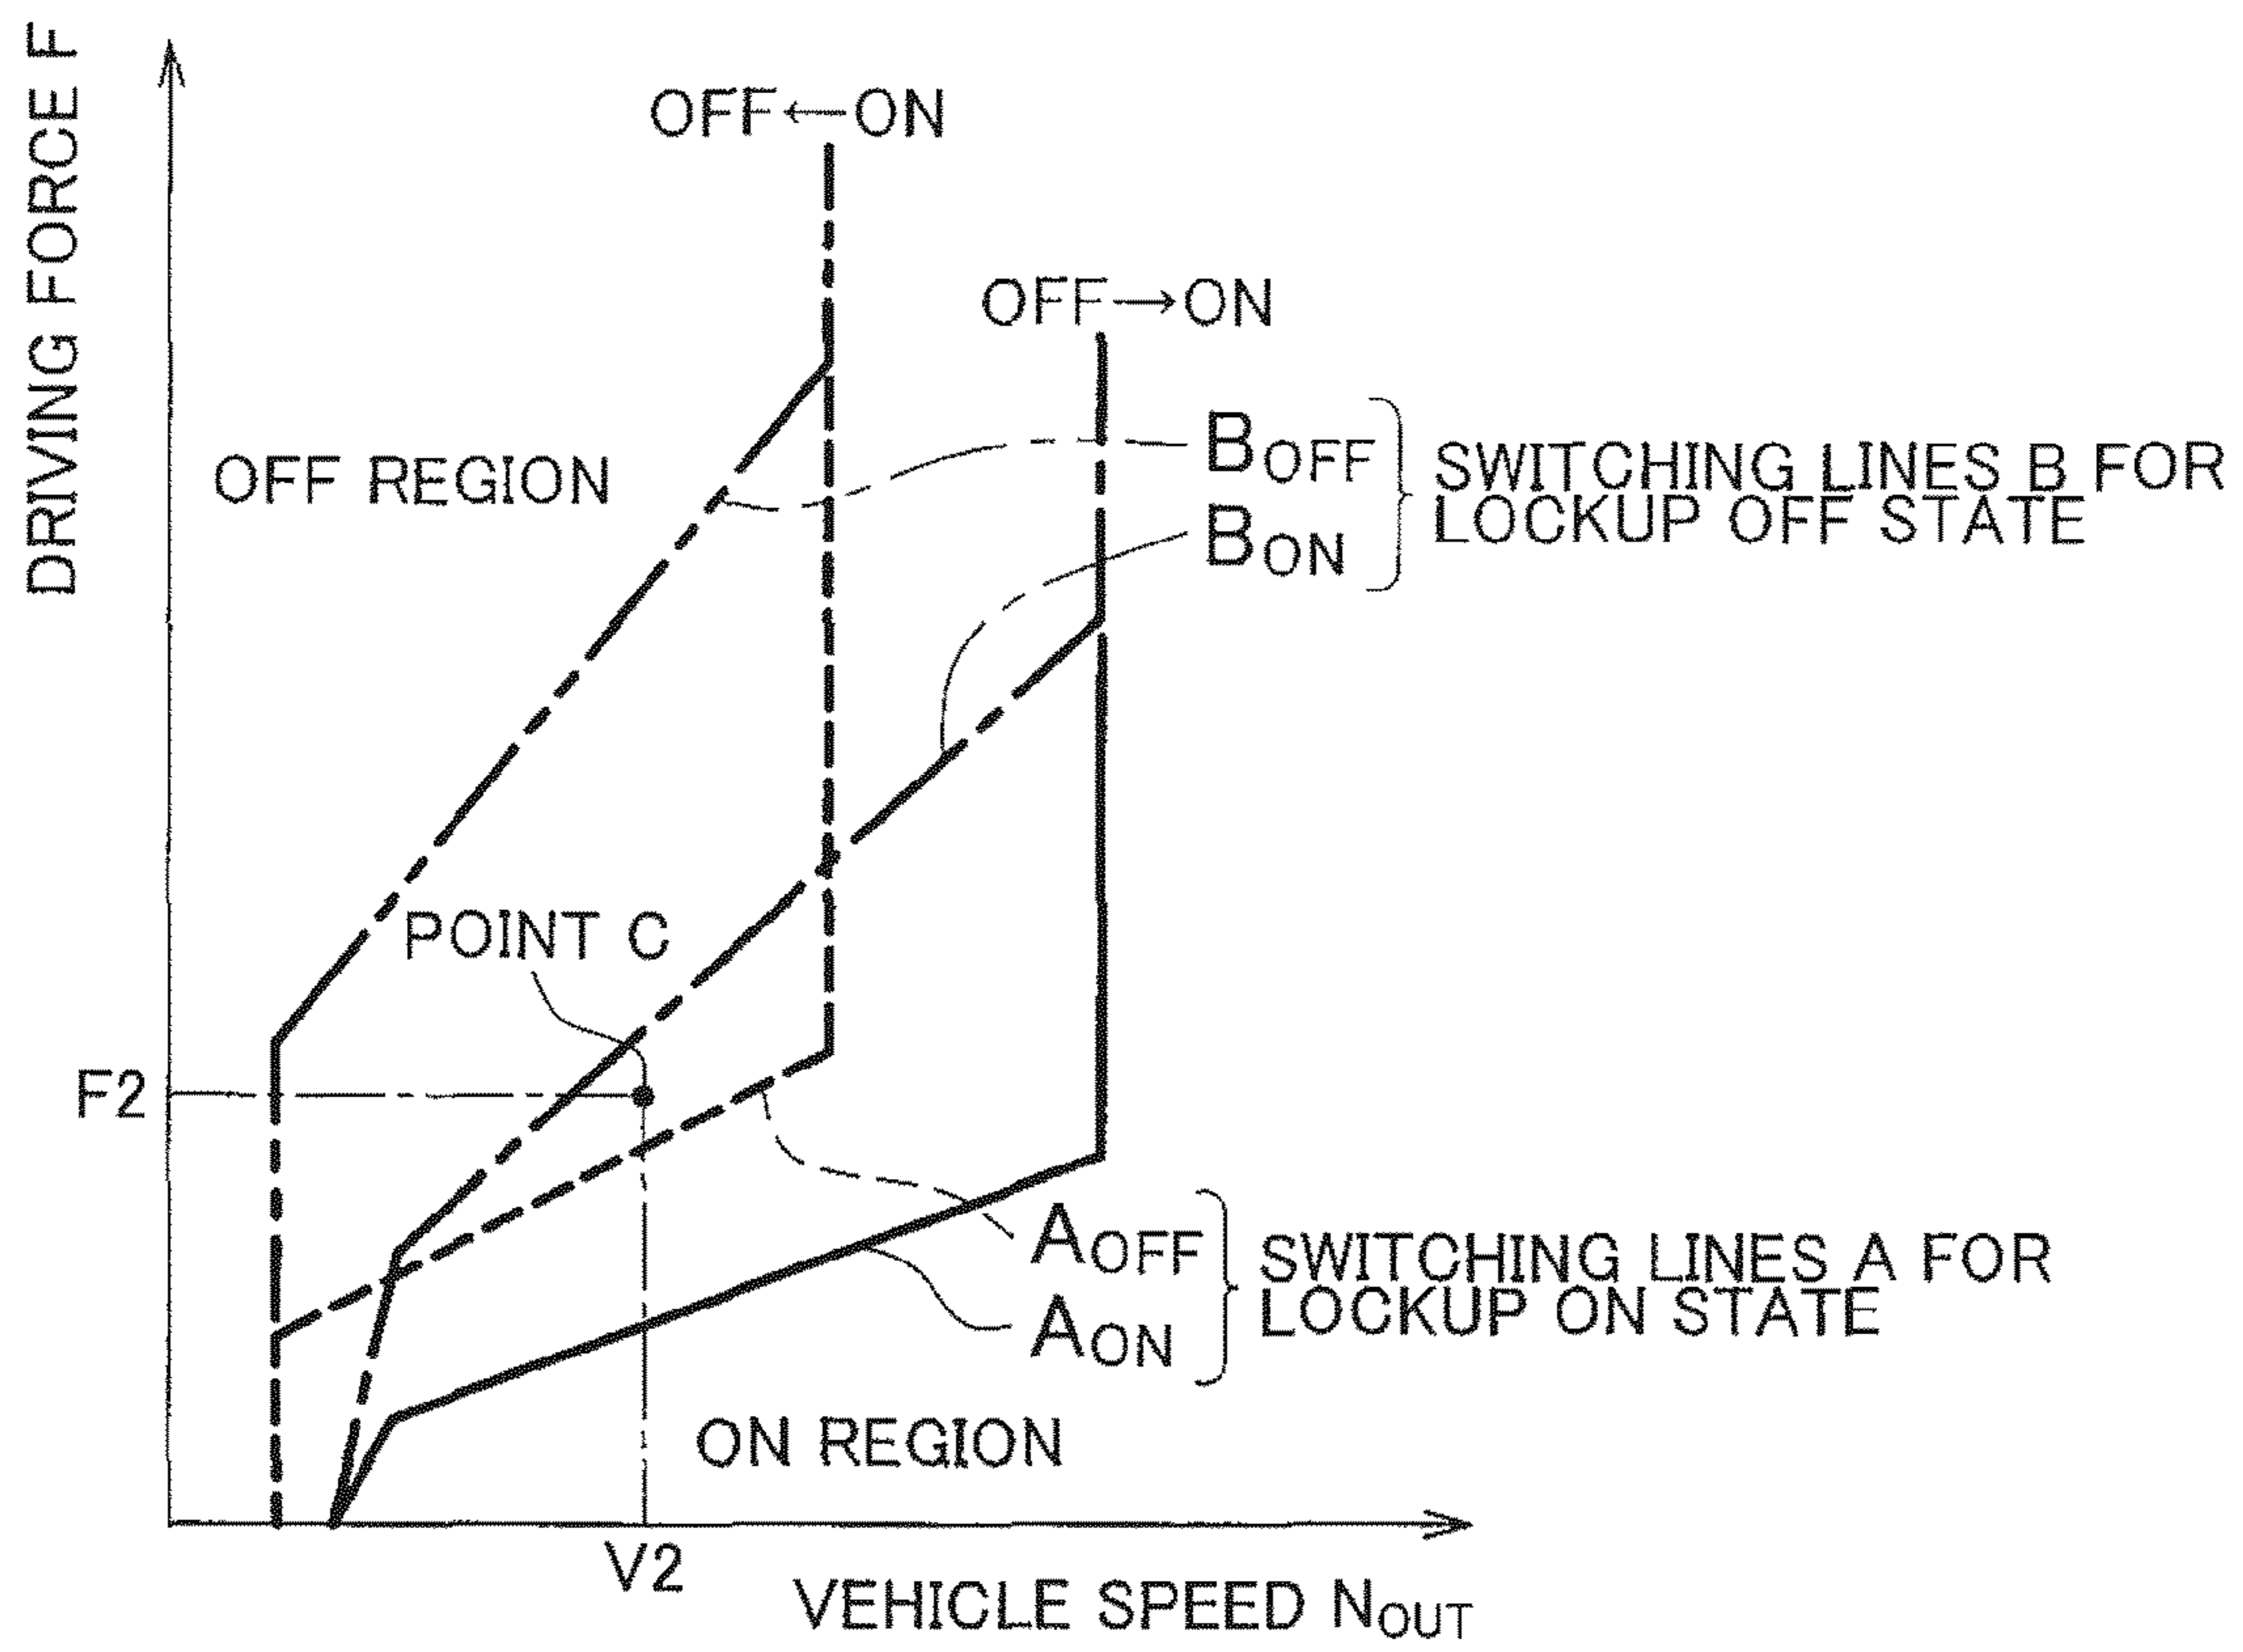 DRIVING FORCE F
OFF←ON
OFF→ON
OFF REGION
BOFF
BON
SWITCHING LINES B FOR
LOCKUP OFF STATE
POINT C
F2
AOFF
AON
SWITCHING LINES A FOR
LOCKUP ON STATE
ON REGION
V2
VEHICLE SPEED NOUT